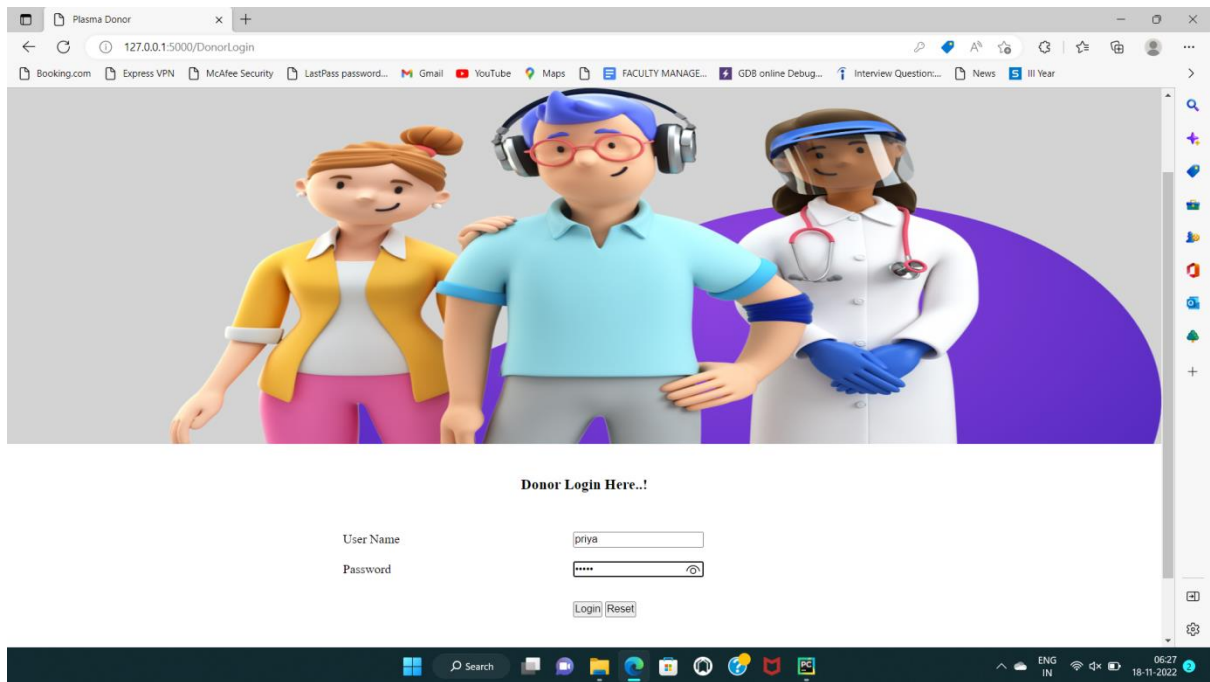 Plasma Donor
127.0.0.1:5000/DonorLogin
Booking.com Express VPN McAfee Security LastPass password... Gmail YouTube Maps FACULTY MANAGE... GDB online Debug... Interview Question:... News S III Year
Donor Login Here..!
User Name priya
Password •••••
Login Reset
Search PC ENG 06:27
IN 18-11-2022 2